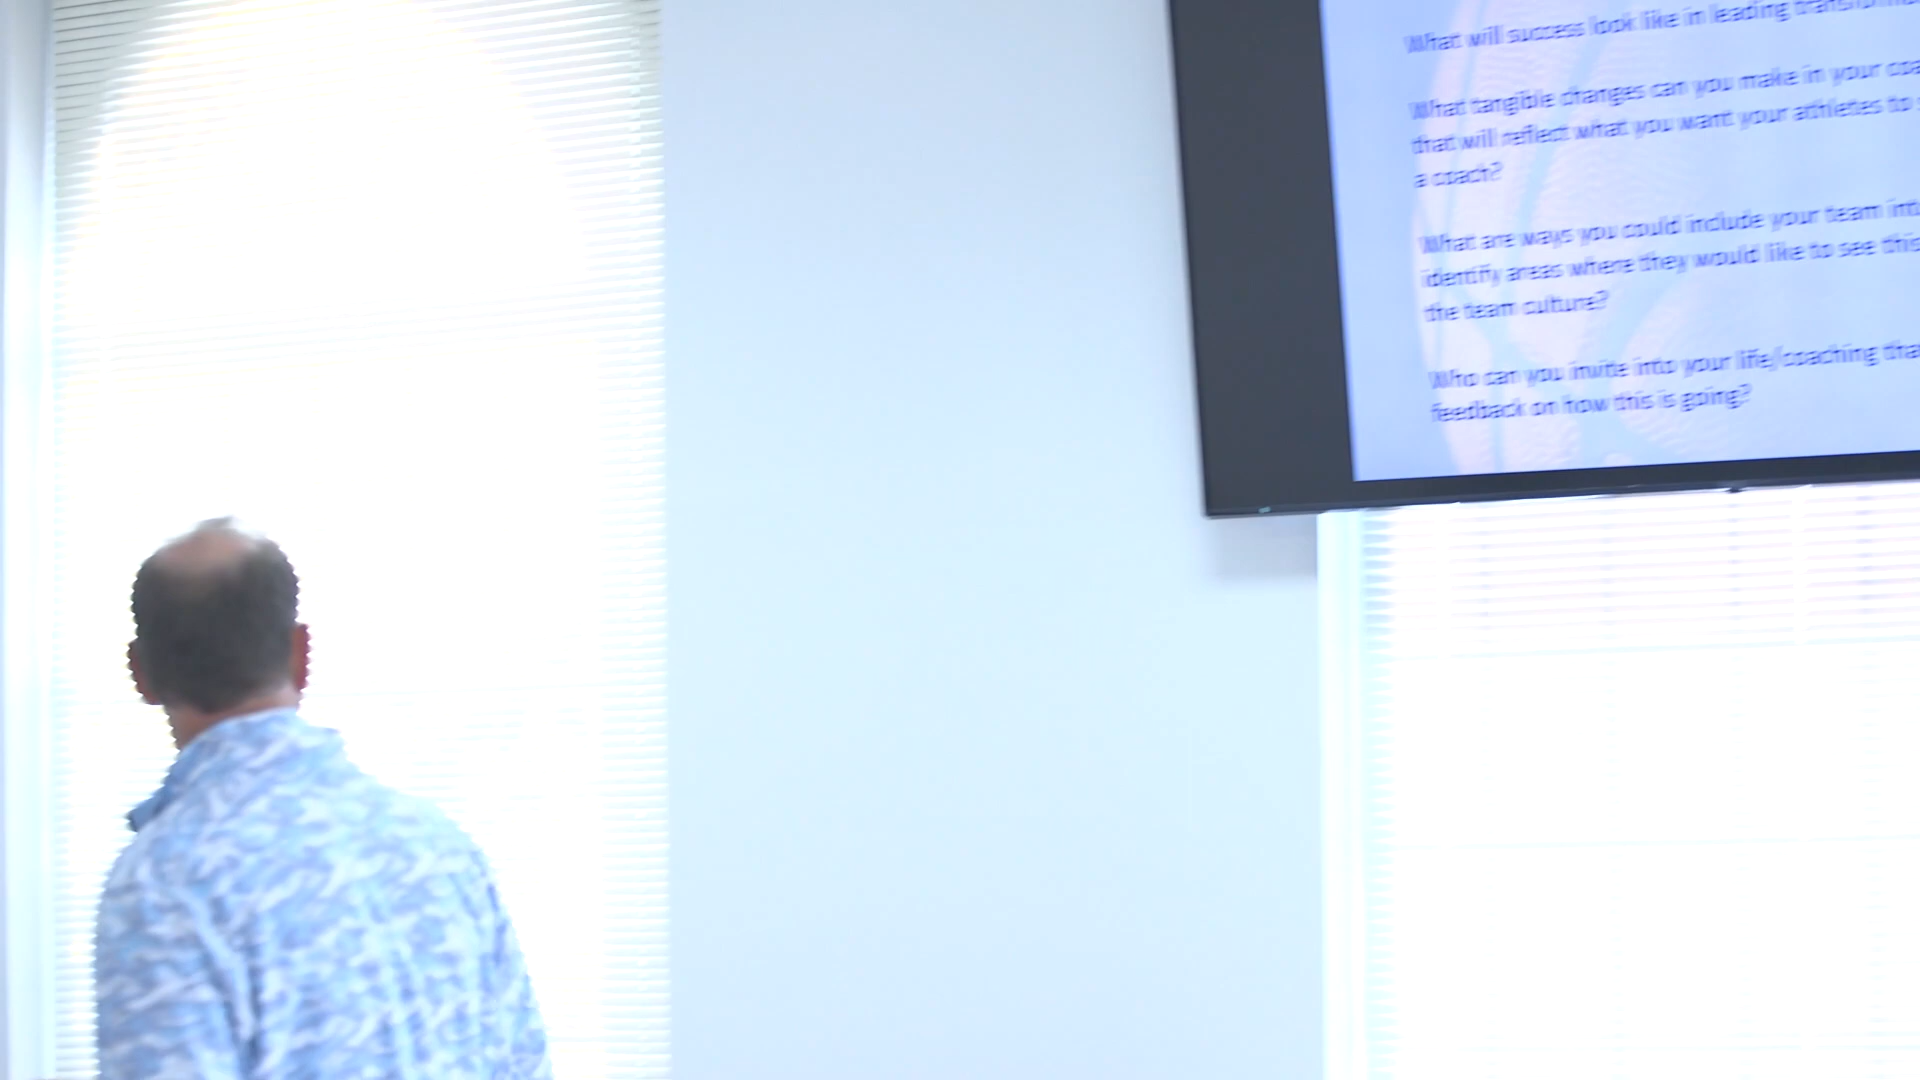 What will success look like in leading
What tangible changes can you make in your
that will reflect what you want your athletes to
a coach?
What are ways you could include your team
identify areas where they would like to see this
the team culture?
Who can you invite into your life/coaching
feedback on how this is going?